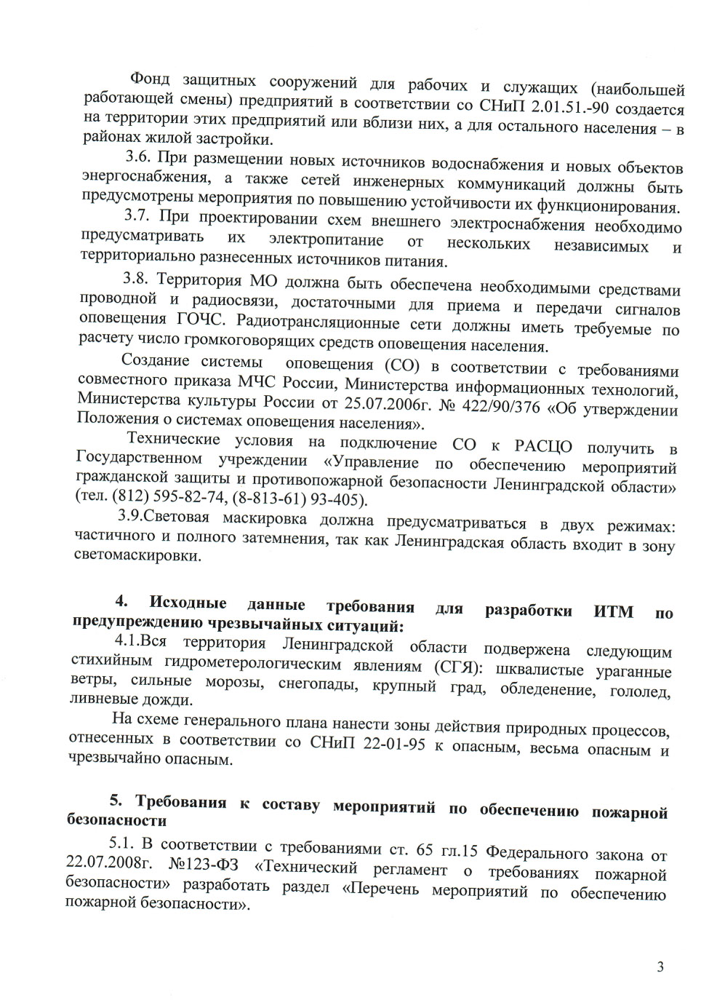 Фонд защитных сооружений для рабочих и служащих (наибольшей
работающей смены) предприятий в соответствии со СНиП 2.01.51.-90 создается
на территории этих предприятий или вблизи них, а для остального населения – в
районах жилой застройки.
3.6. При размещении новых источников водоснабжения и новых объектов
энергоснабжения, а также сетей инженерных коммуникаций должны быть
предусмотрены мероприятия по повышению устойчивости их функционирования.
3.7. При проектировании схем внешнего электроснабжения необходимо
предусматривать их электропитание от нескольких независимых и
территориально разнесенных источников питания.
3.8. Территория МО должна быть обеспечена необходимыми средствами
проводной и радиосвязи, достаточными для приема и передачи сигналов
оповещения ГОЧС. Радиотрансляционные сети должны иметь требуемые по
расчету число громкоговорящих средств оповещения населения.
Создание системы оповещения (СО) в соответствии с требованиями
совместного приказа МЧС России, Министерства информационных технологий,
Министерства культуры России от 25.07.2006г. № 422/90/376 «Об утверждении
Положения о системах оповещения населения».
Технические условия на подключение СО к РАСЦО получить в
Государственном учреждении «Управление по обеспечению мероприятий
гражданской защиты и противопожарной безопасности Ленинградской области»
(тел. (812) 595-82-74, (8-813-61) 93-405).
3.9.Световая маскировка должна предусматриваться в двух режимах:
частичного и полного затемнения, так как Ленинградская область входит в зону
светомаскировки.
4. Исходные данные требования для разработки ИТМ по
предупреждению чрезвычайных ситуаций:
4.1.Вся территория Ленинградской области подвержена следующим
стихийным гидрометерологическим явлениям (СГЯ): шквалистые ураганные
ветры, сильные морозы, снегопады, крупный град, обледенение, гололед,
ливневые дожди.
На схеме генерального плана нанести зоны действия природных процессов,
отнесенных в соответствии со СНиП 22-01-95 к опасным, весьма опасным и
чрезвычайно опасным.
5. Требования к составу мероприятий по обеспечению пожарной
безопасности
5.1. В соответствии с требованиями ст. 65 гл.15 Федерального закона от
22.07.2008г. №123-ФЗ «Технический регламент о требованиях пожарной
безопасности» разработать раздел «Перечень мероприятий по обеспечению
пожарной безопасности».
3